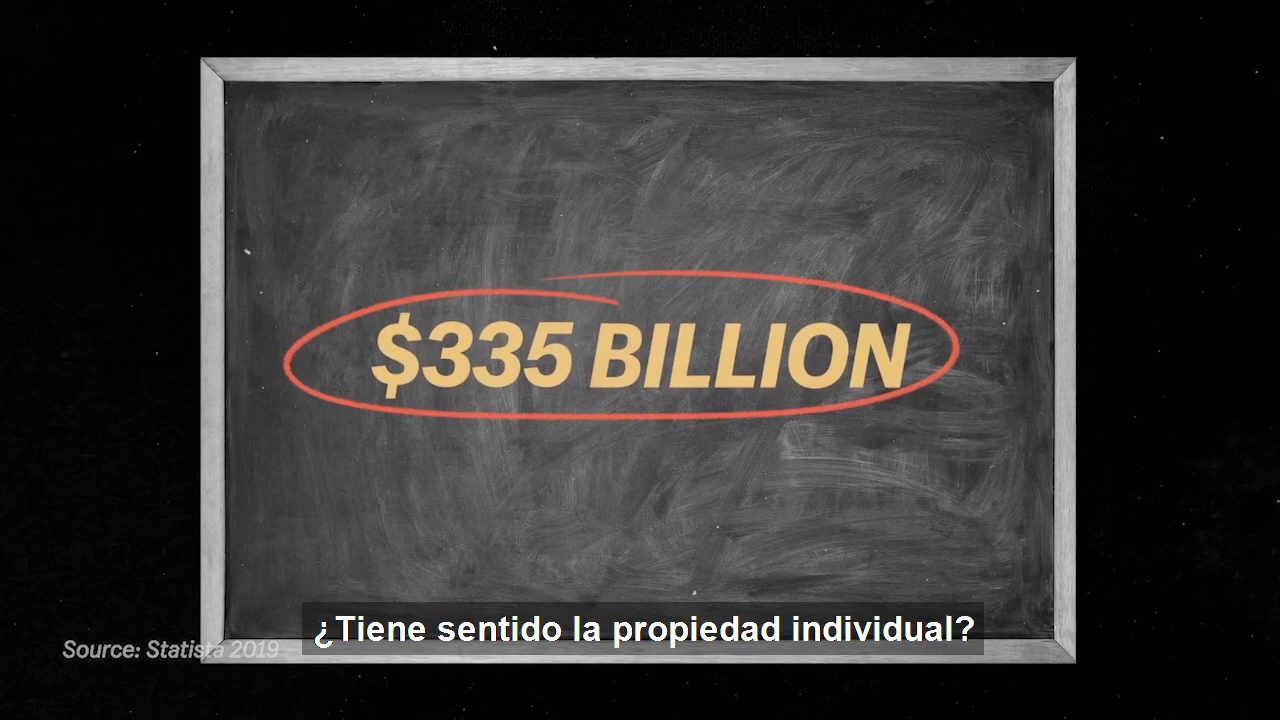 $335 BILLION
¿Tiene sentido la propiedad individual?
Source: Statista 2019